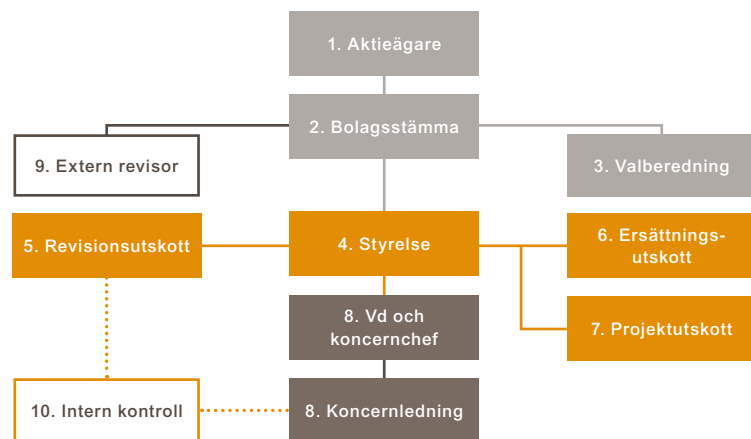 1. Aktieägare
2. Bolagsstämma
9. Extern revisor
3. Valberedning
5. Revisionsutskott
4. Styrelse
6. Ersättnings-
utskott
8. Vd och
koncernchef
7. Projektutskott
10. Intern kontroll
8. Koncernledning